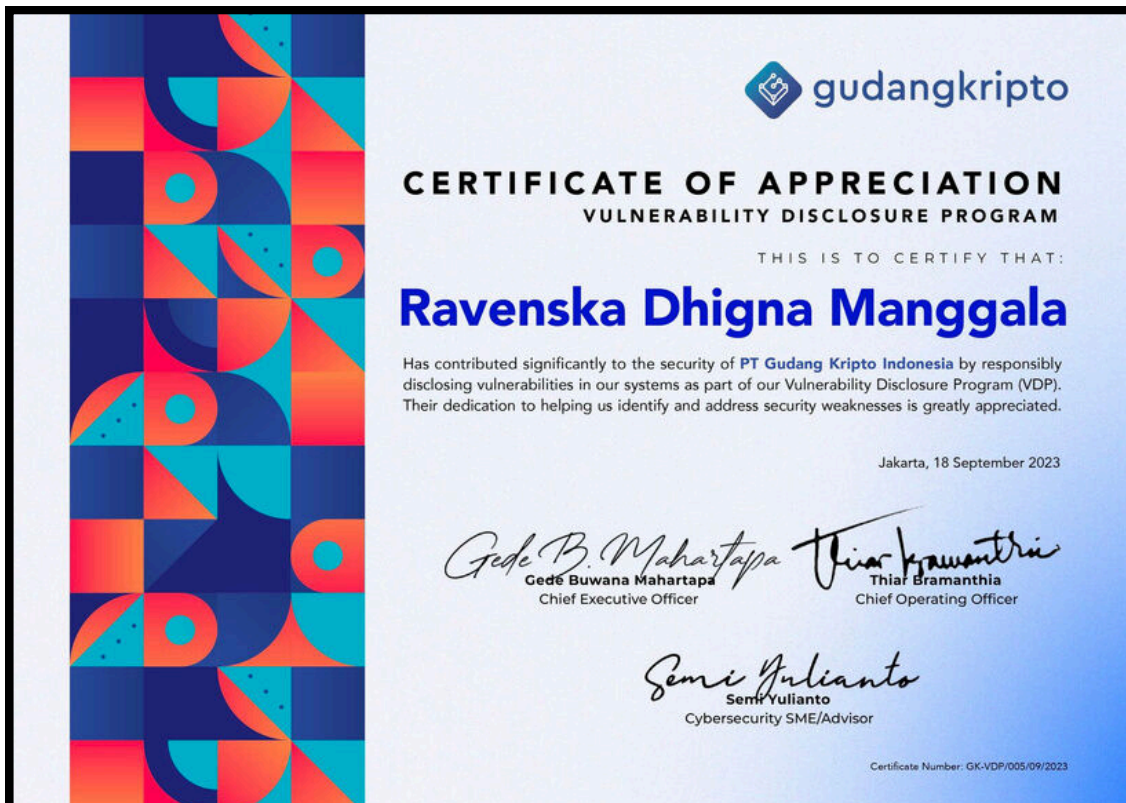 gudangkripto
CERTIFICATE OF APPRECIATION
VULNERABILITY DISCLOSURE PROGRAM
THIS IS TO CERTIFY THAT:
Ravenska Dhigna Manggala
Has contributed significantly to the security of PT Gudang Kripto Indonesia by responsibly
disclosing vulnerabilities in our systems as part of our Vulnerability Disclosure Program (VDP).
Their dedication to helping us identify and address security weaknesses is greatly appreciated.
Jakarta, 18 September 2023
Gede B. Mahartapa
Gede Buwana Mahartapa
Chief Executive Officer
Thiar Bramanthia
Chief Operating Officer
Semi Yulianto
Semi Yulianto
Cybersecurity SME/Advisor
Certificate Number: GK-VDP/005/09/2023